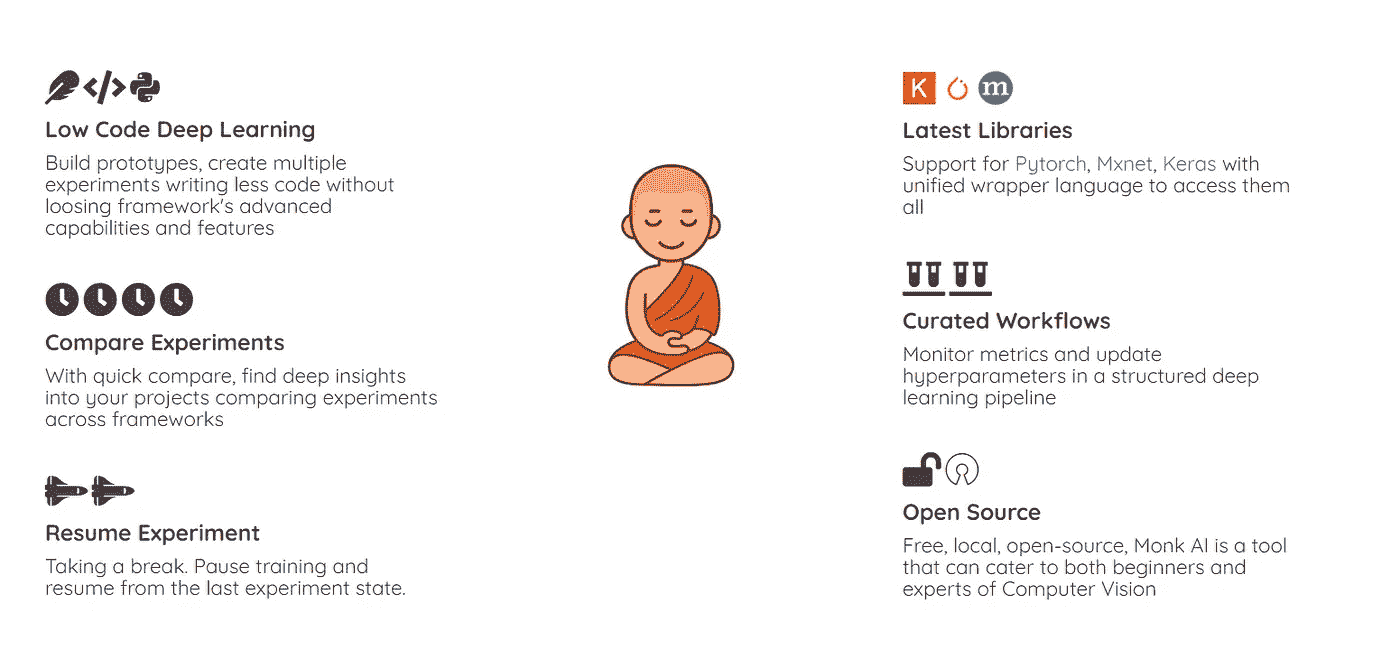 Low Code Deep Learning
Build prototypes, create multiple
experiments writing less code without
loosing framework's advanced
capabilities and features
Compare Experiments
With quick compare, find deep insights
into your projects comparing experiments
across frameworks
Resume Experiment
Taking a break. Pause training and
resume from the last experiment state.
K m
Latest Libraries
Support for Pytorch, Mxnet, Keras with
unified wrapper language to access them
all
Curated Workflows
Monitor metrics and update
hyperparameters in a structured deep
learning pipeline
Open Source
Free, local, open-source, Monk AI is a tool
that can cater to both beginners and
experts of Computer Vision